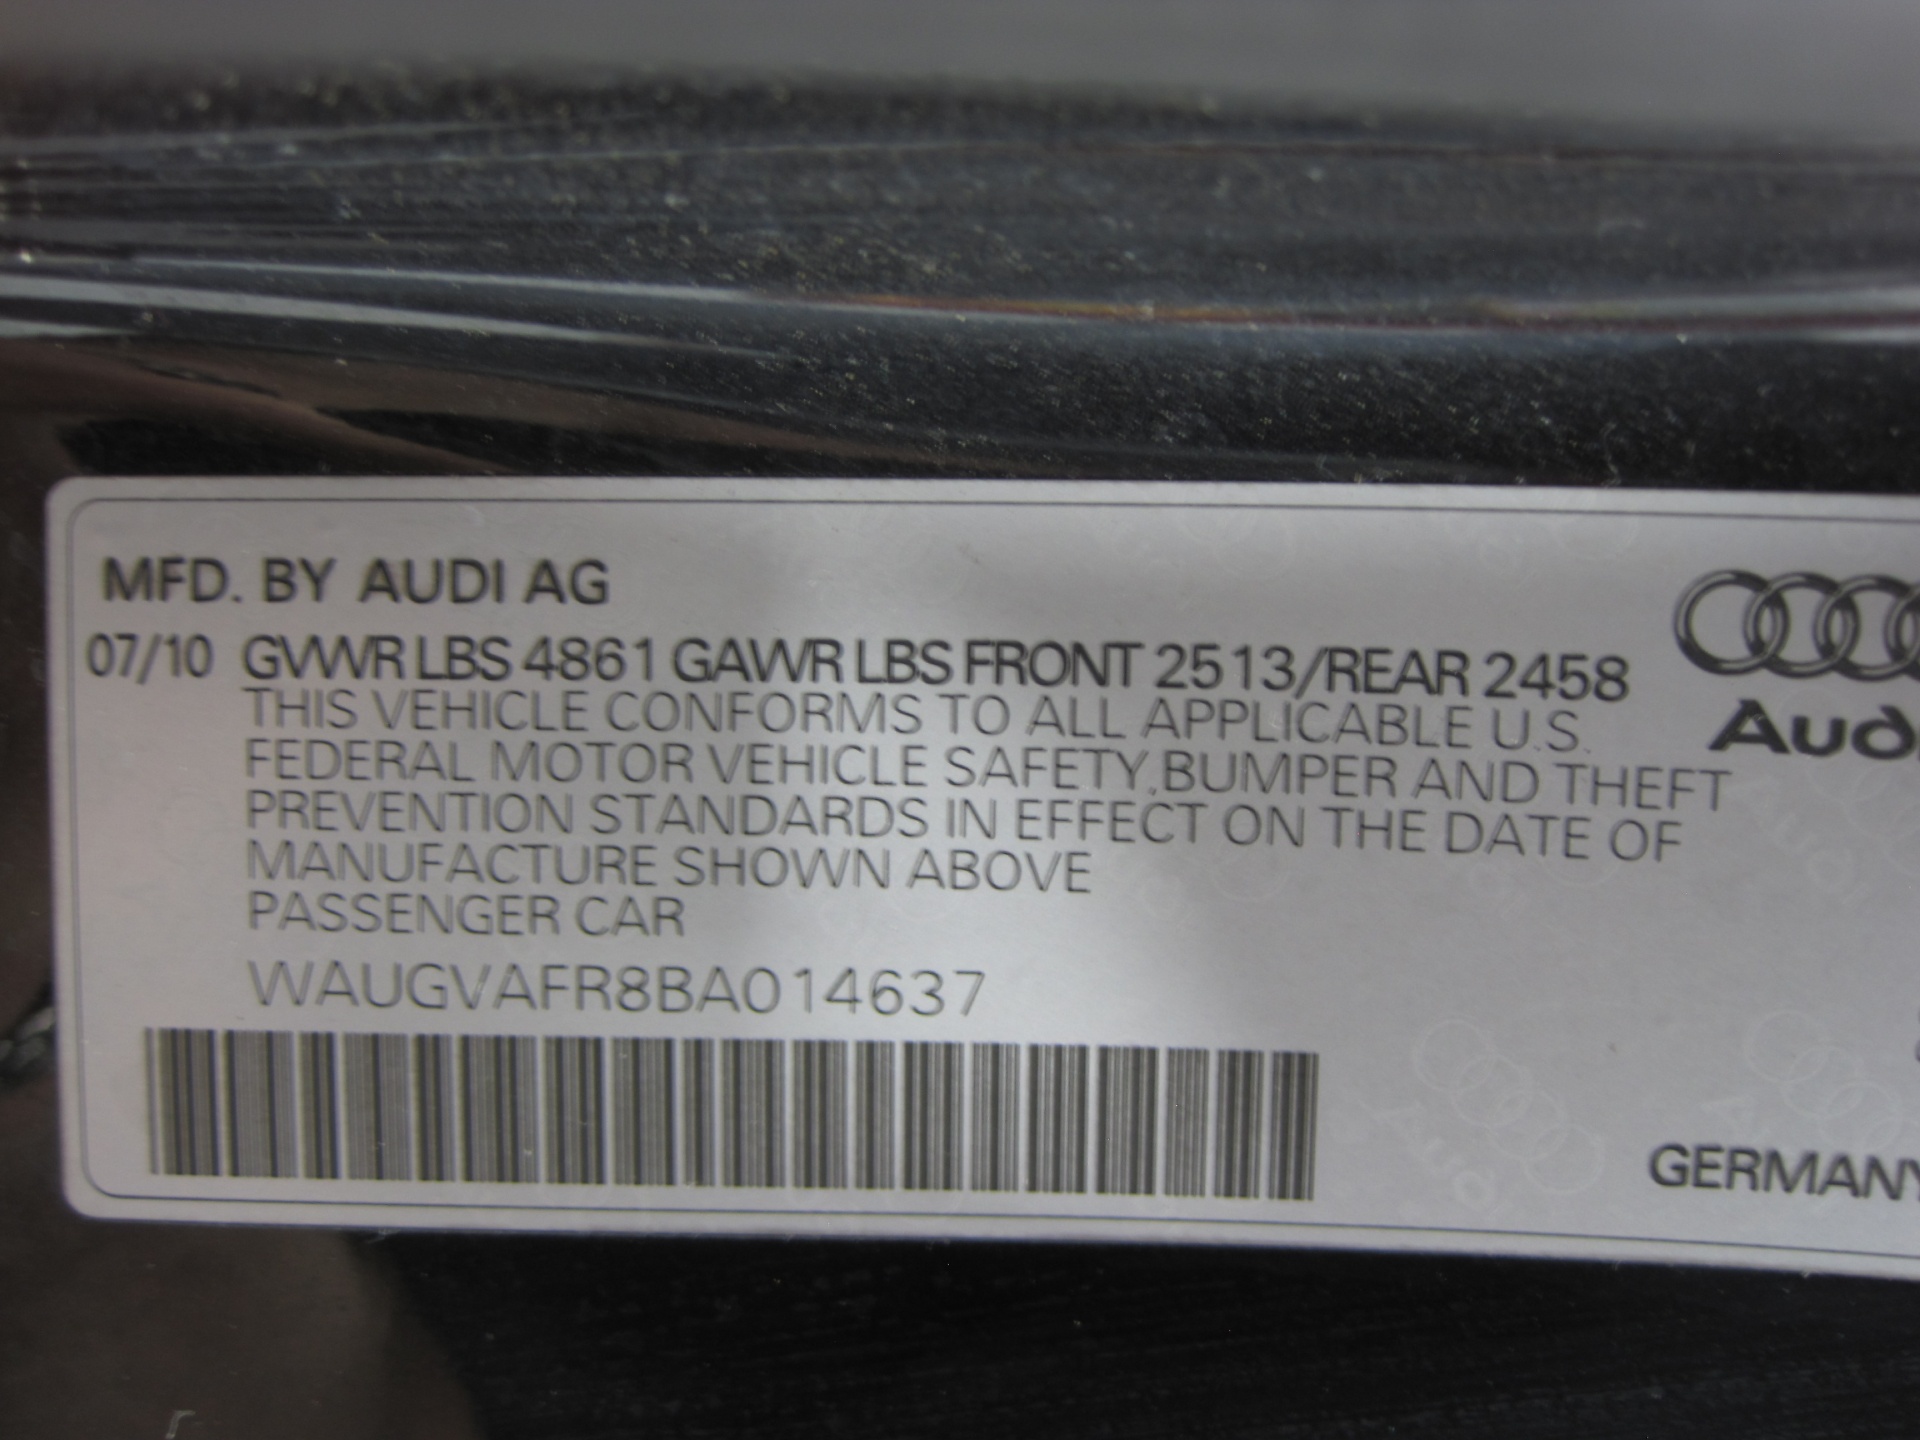 MFD. BY AUDI AG
07/10 GVWR LBS 4861 GAWR LBS FRONT 2513/REAR 2458
THIS VEHICLE CONFORMS TO ALL APPLICABLE U.S.
FEDERAL MOTOR VEHICLE SAFETY,BUMPER AND THEFT
PREVENTION STANDARDS IN EFFECT ON THE DATE OF
MANUFACTURE SHOWN ABOVE
PASSENGER CAR
WAUGVAFR8BA014637
Audi
GERMANY